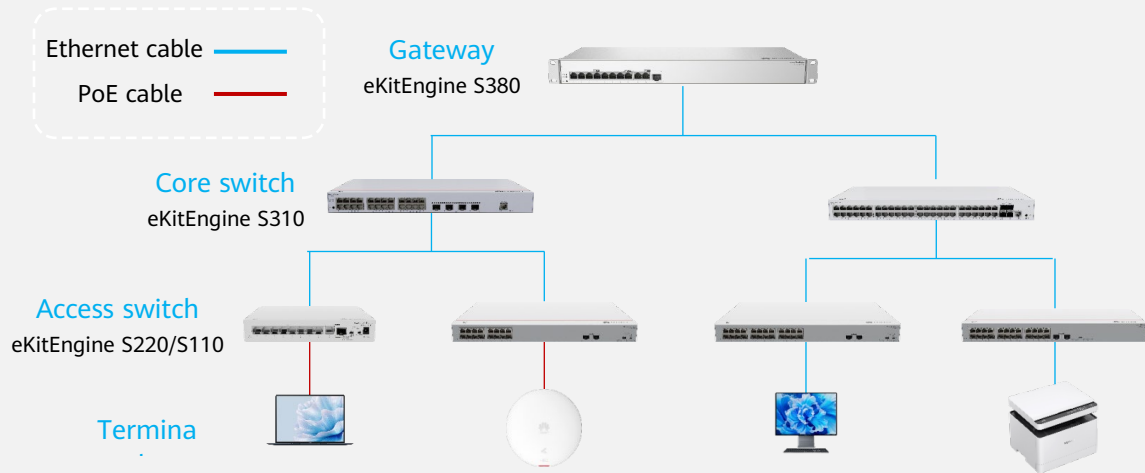 Ethernet cable
PoE cable
Gateway
eKitEngine S380
Core switch
eKitEngine S310
Access switch
eKitEngine S220/S110
Termina